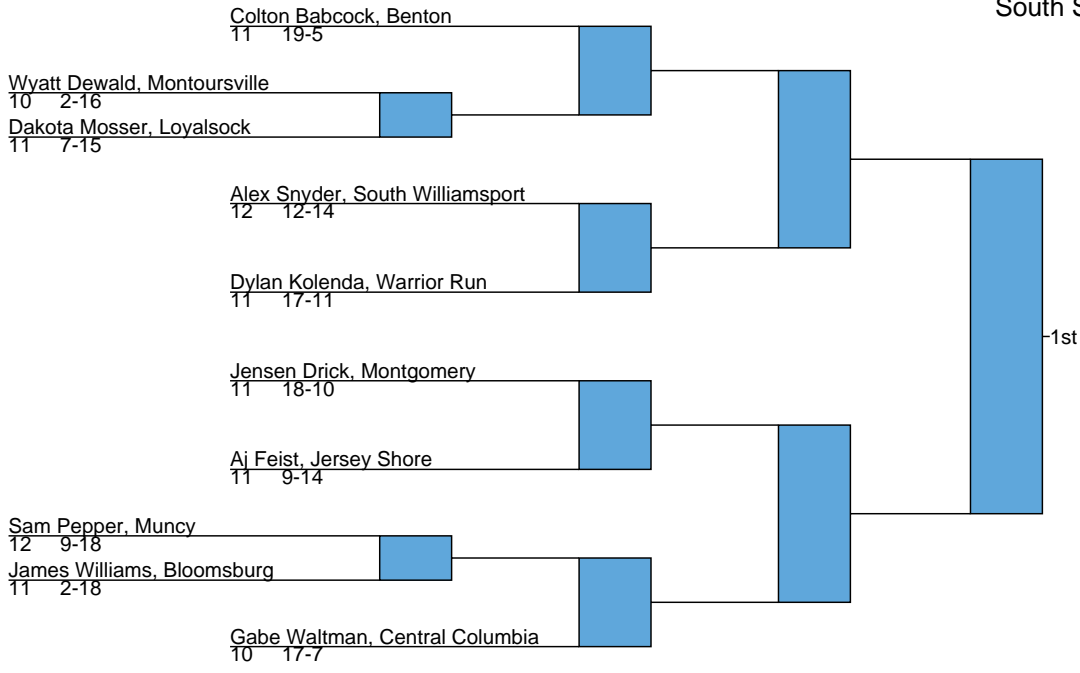 South S
Colton Babcock, Benton
11 19-5
Wyatt Dewald, Montoursville
10 2-16
Dakota Mosser, Loyalsock
11 7-15
Alex Snyder, South Williamsport
12 12-14
Dylan Kolenda, Warrior Run
11 17-11
1st
Jensen Drick, Montgomery
11 18-10
Aj Feist, Jersey Shore
11 9-14
Sam Pepper, Muncy
12 9-18
James Williams, Bloomsburg
11 2-18
Gabe Waltman, Central Columbia
10 17-7